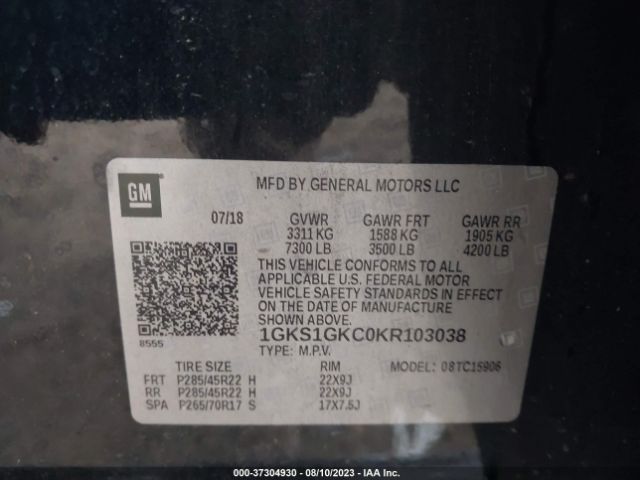 GM
MFD BY GENERAL MOTORS LLC
07/18 GVWR GAWR FRT GAWR RR
3311 KG 1588 KG 1905 KG
7300 LB 3500 LB 4200 LB
THIS VEHICLE CONFORMS TO ALL
APPLICABLE U.S. FEDERAL MOTOR
VEHICLE SAFETY STANDARDS IN EFFECT
ON THE DATE OF MANUFACTURE
SHOWN ABOVE.
8555
1GKS1GKC0KR103038
TYPE: M.P.V.
TIRE SIZE RIM MODEL: 08TC15906
FRT P285/45R22 H 22X9J
RR P285/45R22 H 22X9J
SPA P265/70R17 S 17X7.5J
000-37304930 - 08/10/2023 - IAA Inc.